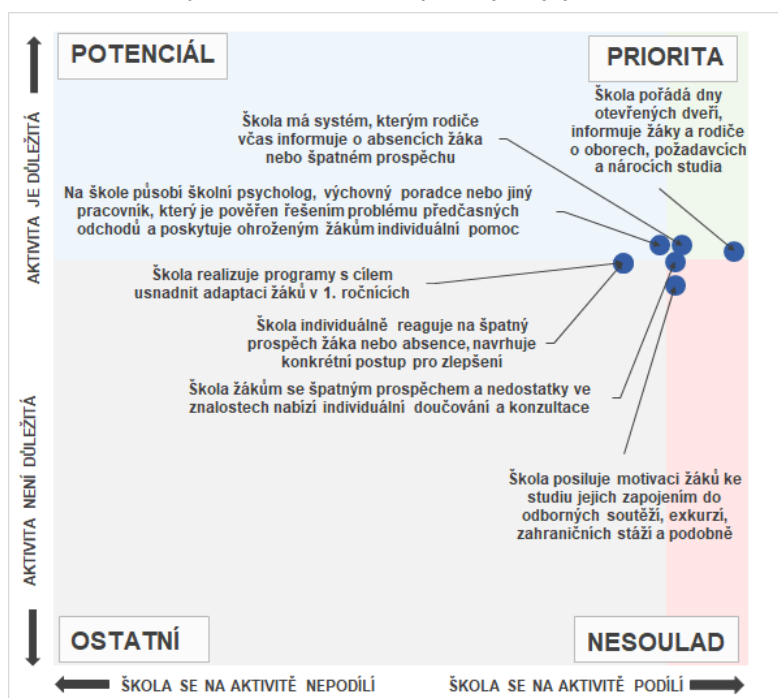 POTENCIÁL
PRIORITA
Škola pořádá dny
otevřených dveří,
informuje žáky a rodiče
o oborech, požadavcích
a nárocích studia
Škola má systém, kterým rodiče
včas informuje o absencích žáka
nebo špatném prospěchu
Na škole působí školní psycholog, výchovný poradce nebo jiný
pracovník, který je pověřen řešením problému předčasných
odchodů a poskytuje ohroženým žákům individuální pomoc
Škola realizuje programy s cílem
usnadnit adaptaci žáků v 1. ročnících
Škola individuálně reaguje na špatný
prospěch žáka nebo absence, navrhuje
konkrétní postup pro zlepšení
Škola žákům se špatným prospěchem a nedostatky ve
znalostech nabízí individuální doučování a konzultace
Škola posiluje motivaci žáků ke
studiu jejich zapojením do
odborných soutěží, exkurzí,
zahraničních stáží a podobně
OSTATNÍ
NESOULAD
AKTIVITA JE DŮLEŽITÁ
AKTIVITA NENÍ DŮLEŽITÁ
ŠKOLA SE NA AKTIVITĚ NEPODÍLÍ
ŠKOLA SE NA AKTIVITĚ PODÍLÍ